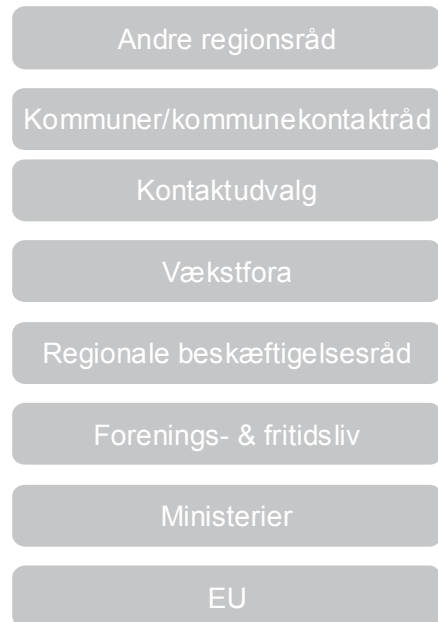 Andre regionsråd
Kommuner/kommunekontaktråd
Kontaktudvalg
Vækstfora
Regionale beskæftigelsesråd
Forenings- & fritidsliv
Ministerier
EU